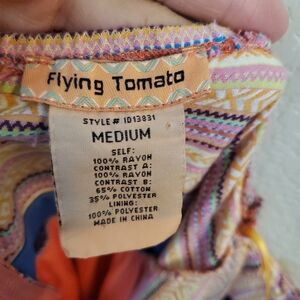 Flying Tomato
STYLE# ID13831
MEDIUM
SELF:
100% RAYON
CONTRAST A:
100% RAYON
CONTRAST B:
65% COTTON
35% POLYESTER
LINING:
100% POLYESTER
MADE IN CHINA